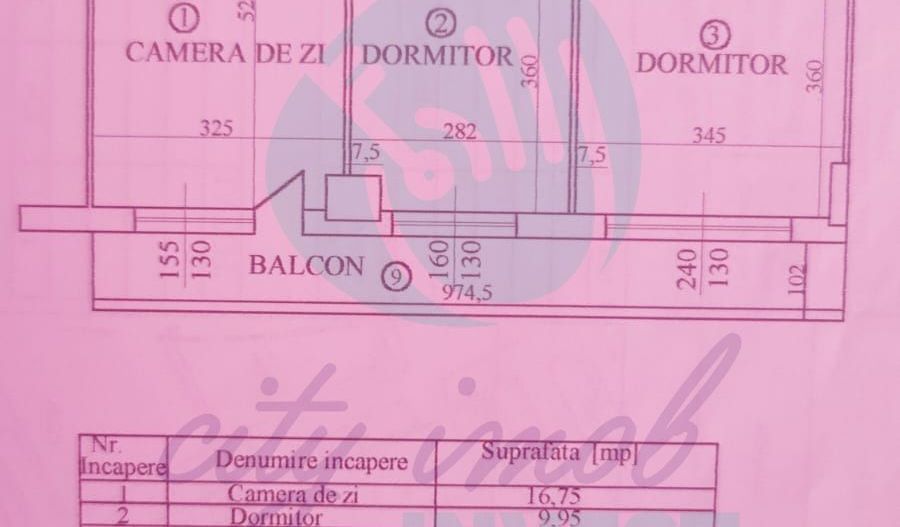 1
52
2
3
CAMERA DE ZI
DORMITOR
DORMITOR
360
360
325
282
345
7,5
7,5
155
130
BALCON
9
160
130
240
130
102
974,5
city imob
Nr.
Incapere
Denumire incapere
Suprafata [mp]
1
Camera de zi
16,75
2
Dormitor
9,95